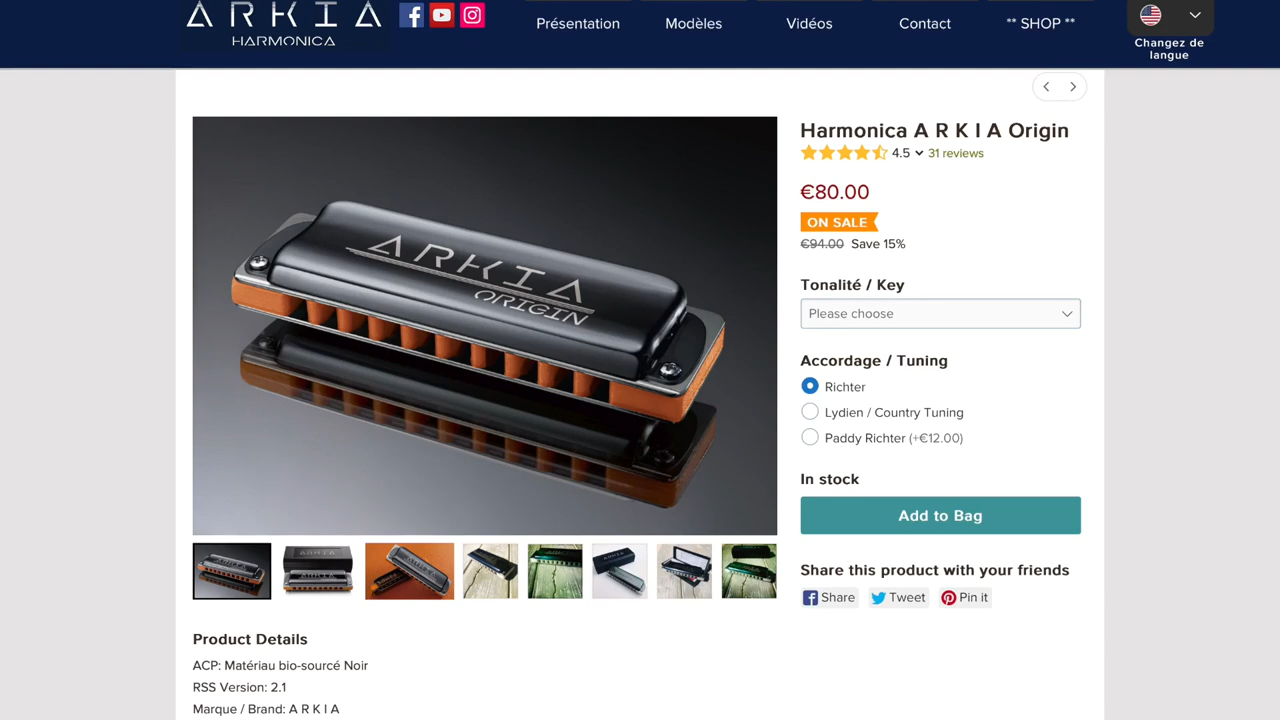 ARKIA
HARMONICA
Présentation
Modèles
Vidéos
Contact
** SHOP **
Changez de
langue
ARKIA
ORIGIN
Harmonica A R K I A Origin
4.5
31 reviews
€80.00
ON SALE
€94.00 Save 15%
Tonalité / Key
Please choose
Accordage / Tuning
Richter
Lydien / Country Tuning
Paddy Richter (+€12.00)
In stock
Add to Bag
Share this product with your friends
Share
Tweet
Pin it
Product Details
ACP: Matériau bio-sourcé Noir
RSS Version: 2.1
Marque / Brand: A R K I A